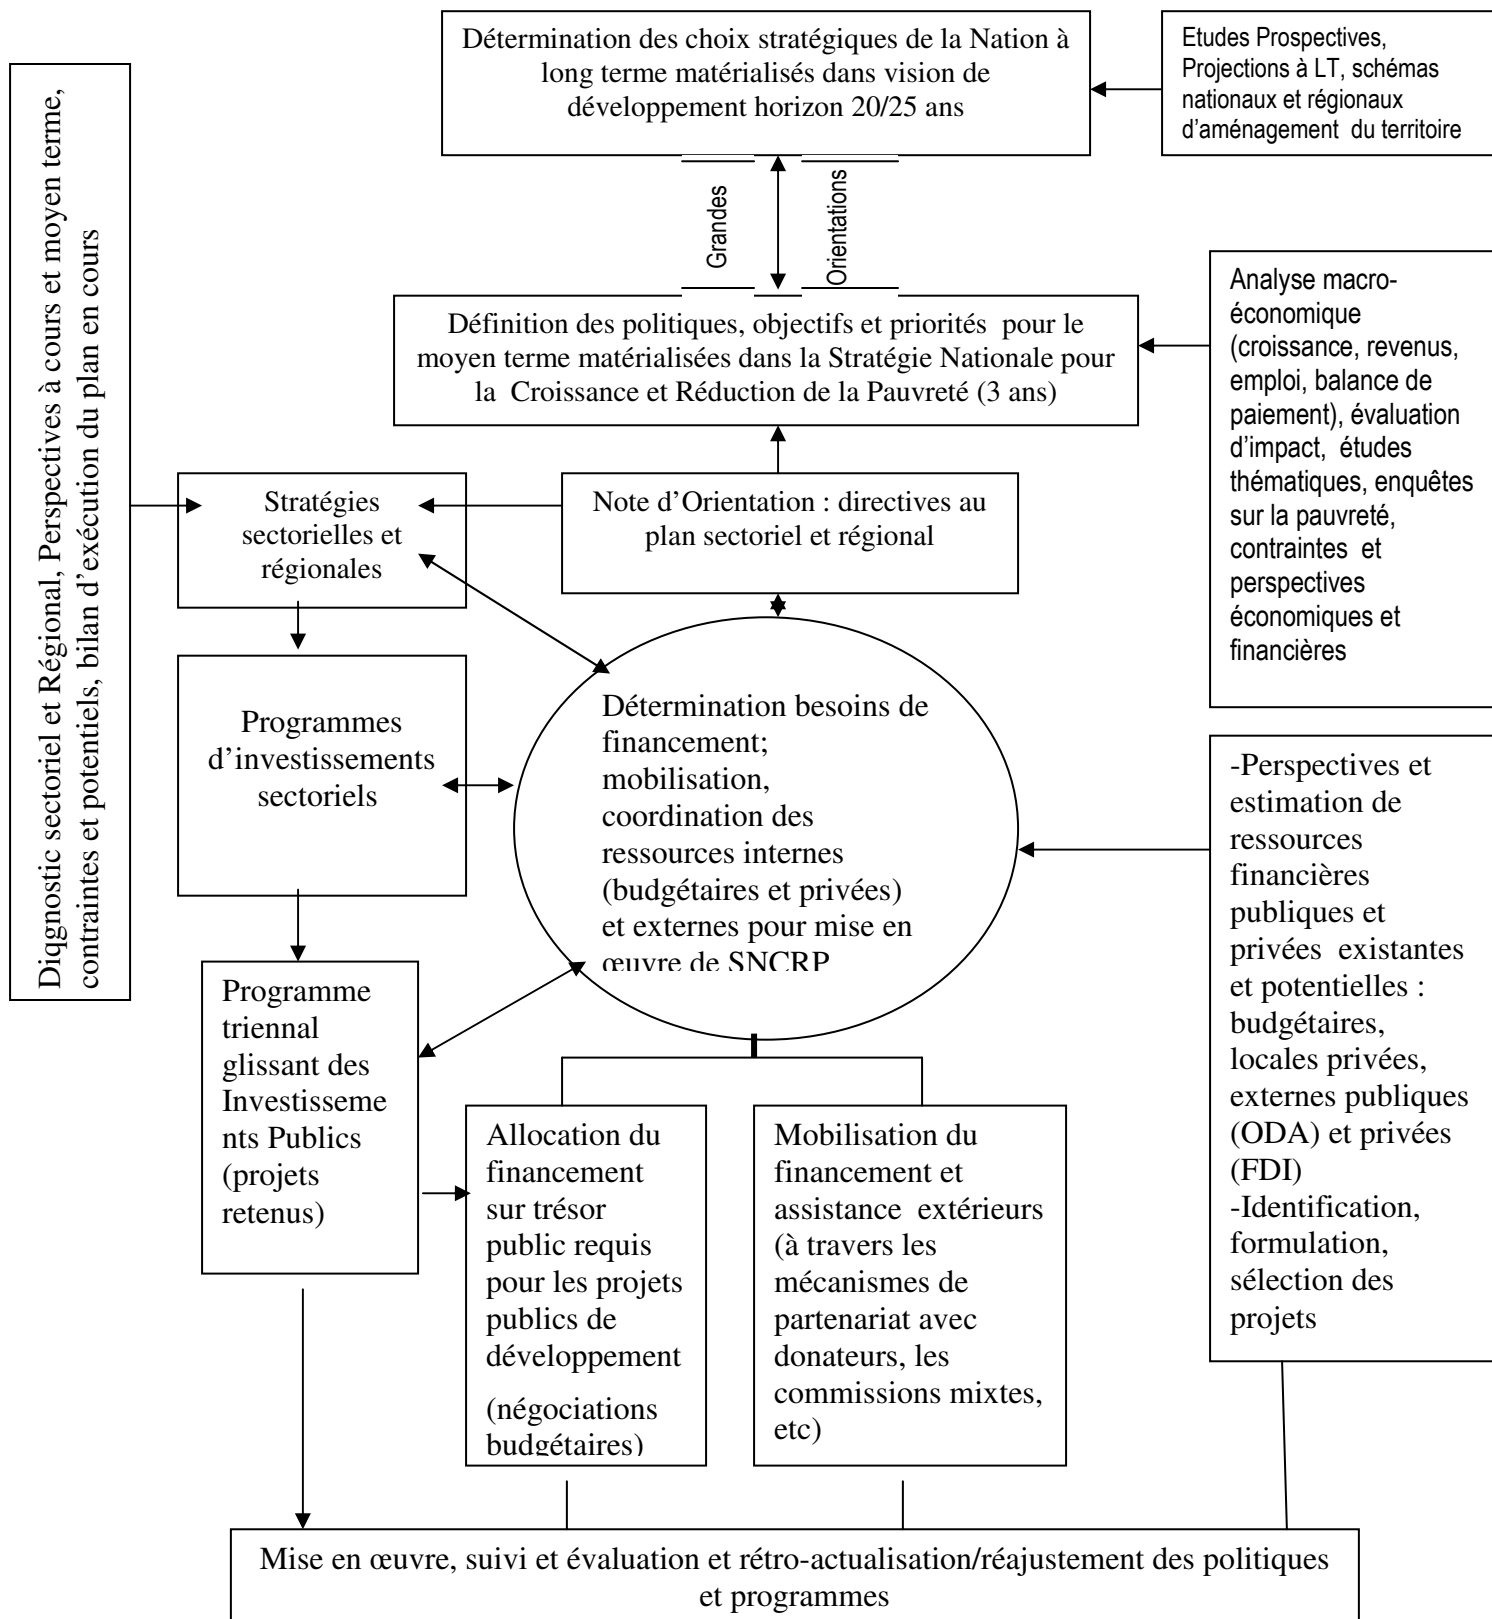 Détermination des choix stratégiques de la Nation à
long terme matérialisés dans vision de
développement horizon 20/25 ans
Etudes Prospectives,
Projections à LT, schémas
nationaux et régionaux
d’aménagement du territoire
Diqgnostic sectoriel et Régional, Perspectives à cours et moyen terme,
contraintes et potentiels, bilan d’exécution du plan en cours
Grandes
Orientations
Définition des politiques, objectifs et priorités pour le
moyen terme matérialisées dans la Stratégie Nationale pour
la Croissance et Réduction de la Pauvreté (3 ans)
Analyse macro-
économique
(croissance, revenus,
emploi, balance de
paiement), évaluation
d’impact, études
thématiques, enquêtes
sur la pauvreté,
contraintes et
perspectives
économiques et
financières
Stratégies
sectorielles et
régionales
Note d’Orientation : directives au
plan sectoriel et régional
Programmes
d’investissements
sectoriels
Détermination besoins de
financement;
mobilisation,
coordination des
ressources internes
(budgétaires et privées)
et externes pour mise en
œuvre de SNCRP
-Perspectives et
estimation de
ressources
financières
publiques et
privées existantes
et potentielles :
budgétaires,
locales privées,
externes publiques
(ODA) et privées
(FDI)
-Identification,
formulation,
sélection des
projets
Programme
triennal
glissant des
Investisseme
nts Publics
(projets
retenus)
Allocation du
financement
sur trésor
public requis
pour les projets
publics de
développement
(négociations
budgétaires)
Mobilisation du
financement et
assistance extérieurs
(à travers les
mécanismes de
partenariat avec
donateurs, les
commissions mixtes,
etc)
Mise en œuvre, suivi et évaluation et rétro-actualisation/réajustement des politiques
et programmes